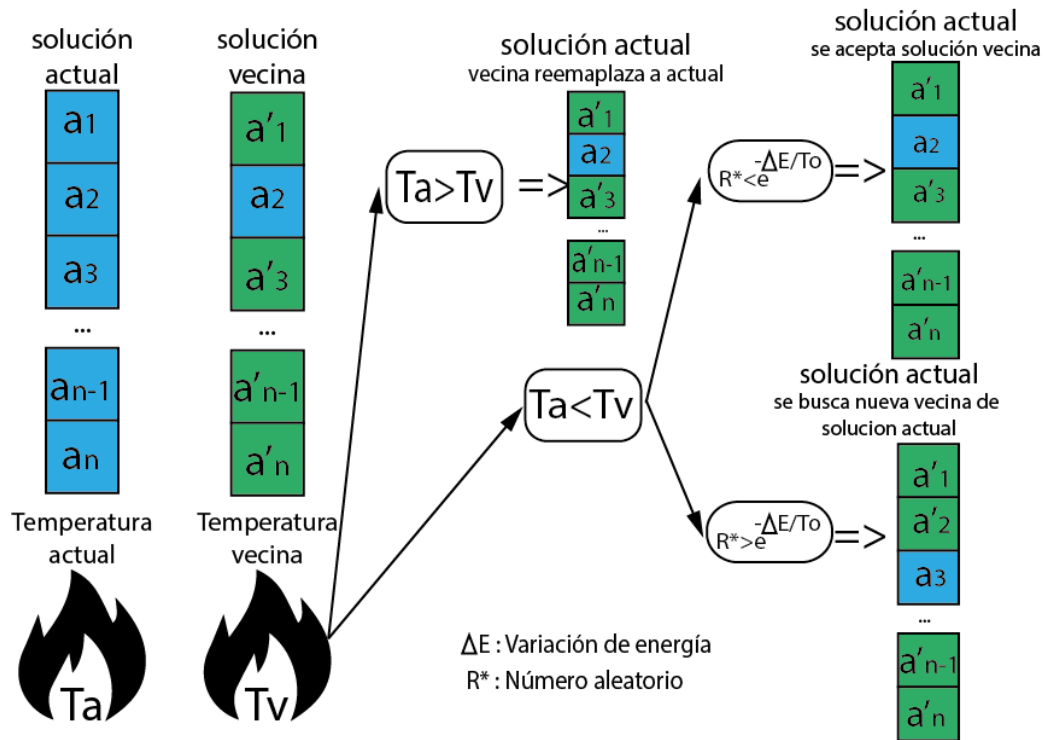 solución
actual
a1
a2
a3
...
an-1
an
Temperatura
actual
Ta
solución
vecina
a'1
a2
a'3
...
a'n-1
a'n
Temperatura
vecina
Tv
Ta>Tv
=>
solución actual
vecina reemaplaza a actual
a'1
a2
a'3
...
a'n-1
a'n
Ta<Tv
R*<e-ΔE/To
=>
solución actual
se acepta solución vecina
a'1
a2
a'3
...
a'n-1
a'n
R*>e-ΔE/To
=>
solución actual
se busca nueva vecina de
solucion actual
a'1
a'2
a3
...
a'n-1
a'n
ΔE : Variación de energía
R* : Número aleatorio